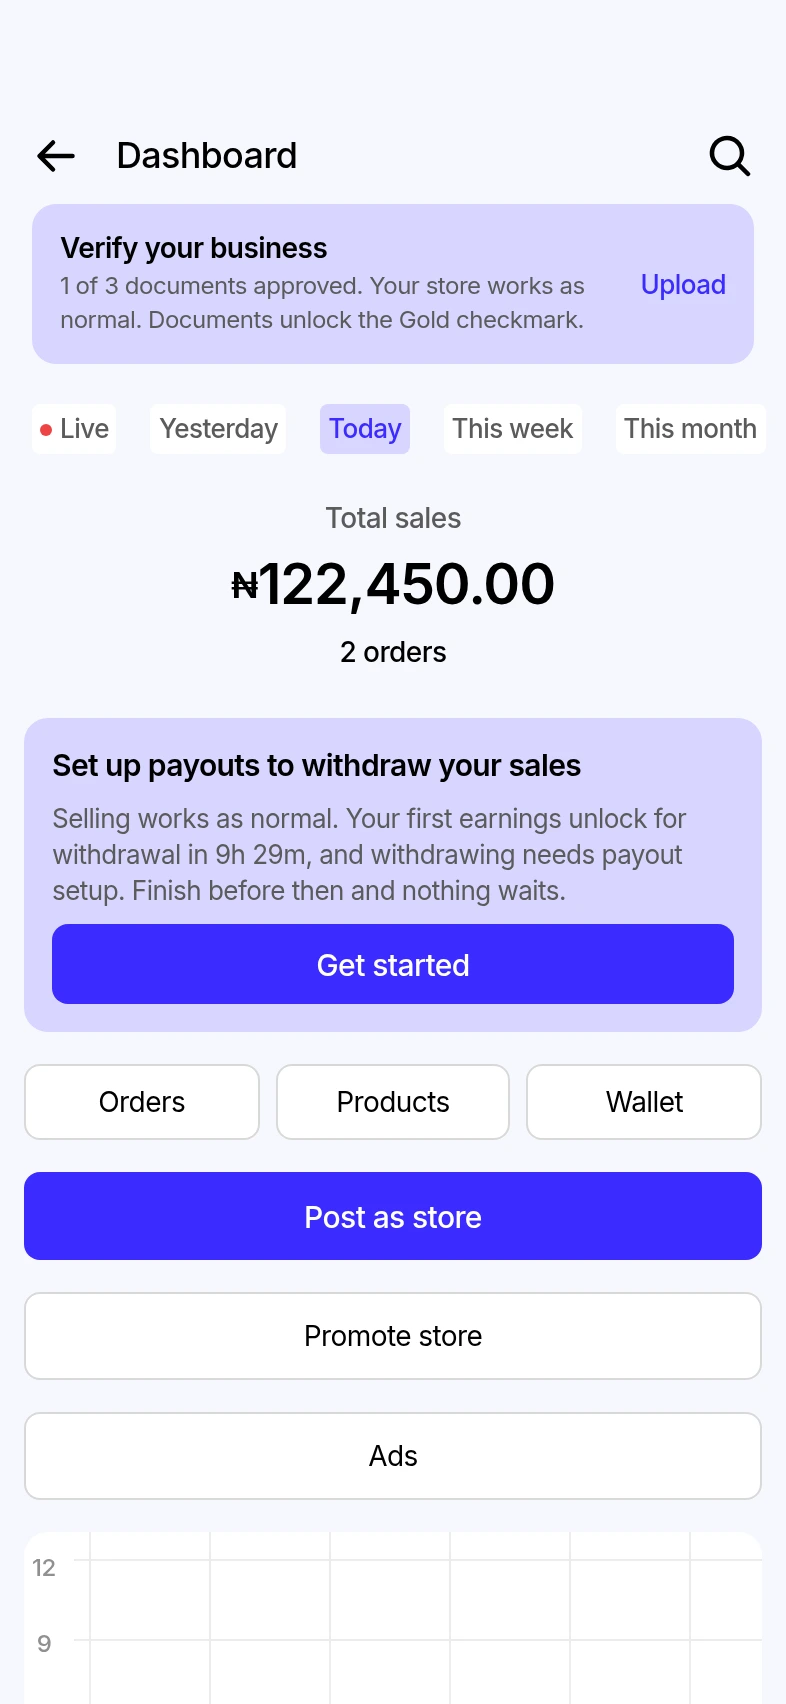 Dashboard
Verify your business
1 of 3 documents approved. Your store works as
normal. Documents unlock the Gold checkmark.
Upload
Live Yesterday Today This week This month
Total sales
₦122,450.00
2 orders
Set up payouts to withdraw your sales
Selling works as normal. Your first earnings unlock for
withdrawal in 9h 29m, and withdrawing needs payout
setup. Finish before then and nothing waits.
Get started
Orders Products Wallet
Post as store
Promote store
Ads
12
9